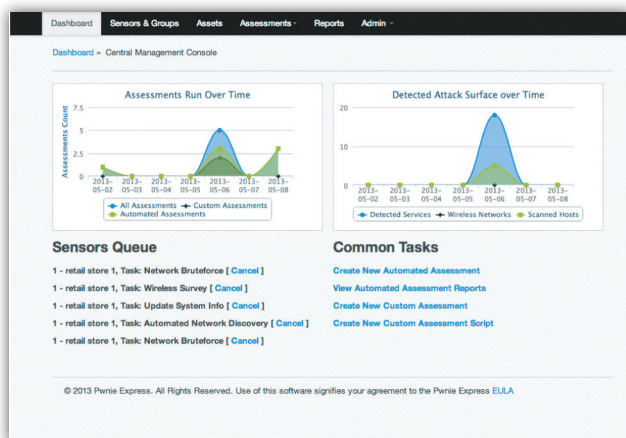 Dashboard Sensors & Groups Assets Assessments Reports Admin
Dashboard » Central Management Console
Assessments Run Over Time
Assessments Count
7.5
5
2.5
0
2013-05-02 2013-05-03 2013-05-04 2013-05-05 2013-05-06 2013-05-07 2013-05-08
All Assessments Custom Assessments
Automated Assessments
Detected Attack Surface over Time
20
10
0
2013-05-02 2013-05-03 2013-05-04 2013-05-05 2013-05-06 2013-05-07 2013-05-08
Detected Services Wireless Networks Scanned Hosts
Sensors Queue
1 - retail store 1, Task: Network Bruteforce [ Cancel ]
1 - retail store 1, Task: Wireless Survey [ Cancel ]
1 - retail store 1, Task: Update System Info [ Cancel ]
1 - retail store 1, Task: Automated Network Discovery [ Cancel ]
1 - retail store 1, Task: Network Bruteforce [ Cancel ]
Common Tasks
Create New Automated Assessment
View Automated Assessment Reports
Create New Custom Assessment
Create New Custom Assessment Script
© 2013 Pwnie Express. All Rights Reserved. Use of this software signifies your agreement to the Pwnie Express EULA